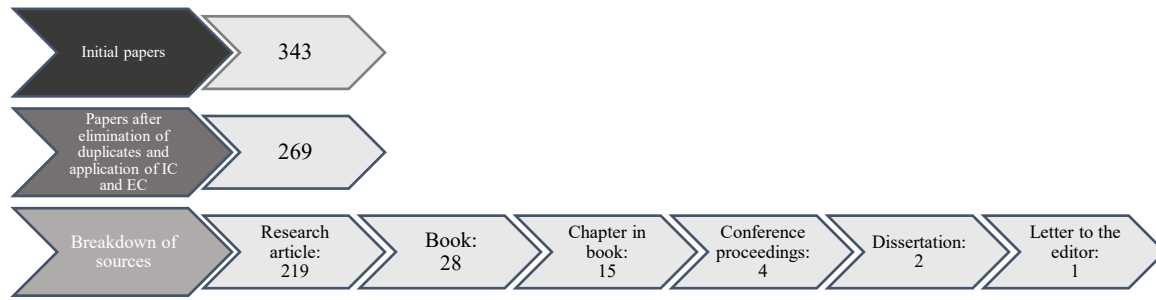 Initial papers
343
Papers after
elimination of
duplicates and
application of IC
and EC
269
Breakdown of
sources
Research
article:
219
Book:
28
Chapter in
book:
15
Conference
proceedings:
4
Dissertation:
2
Letter to the
editor:
1